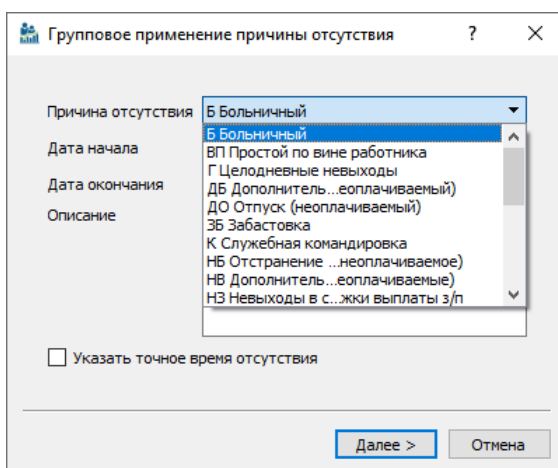 Групповое применение причины отсутствия ? ×
Причина отсутствия Б Больничный
Б Больничный
ВП Простой по вине работника
Г Целодневные невыходы
ДБ Дополнитель...еоплачиваемый)
ДО Отпуск (неоплачиваемый)
ЗБ Забастовка
К Служебная командировка
НБ Отстранение ...неоплачиваемое)
НВ Дополнитель...еоплачиваемые)
НЗ Невыходы в с...жки выплаты з/п
Дата начала
Дата окончания
Описание
Указать точное время отсутствия
Далее > Отмена